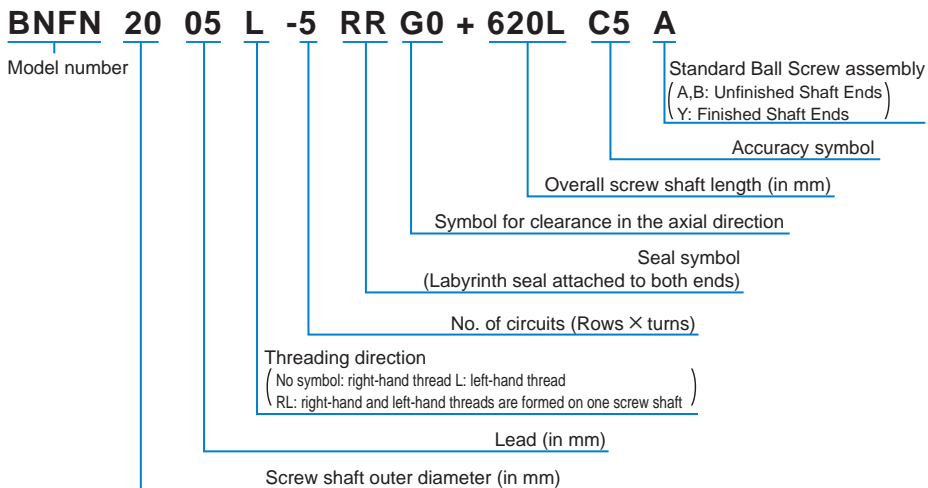 BNFN 20 05 L -5 RR G0 + 620L C5 A
Model number
Standard Ball Screw assembly
(A,B: Unfinished Shaft Ends
Y: Finished Shaft Ends)
Accuracy symbol
Overall screw shaft length (in mm)
Symbol for clearance in the axial direction
Seal symbol
(Labyrinth seal attached to both ends)
No. of circuits (Rows × turns)
Threading direction
(No symbol: right-hand thread L: left-hand thread
RL: right-hand and left-hand threads are formed on one screw shaft)
Lead (in mm)
Screw shaft outer diameter (in mm)